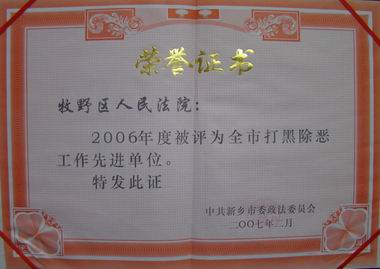 荣誉证书
牧野区人民法院：
2006年度被评为全市打黑除恶
工作先进单位。
特发此证
中共新乡市委政法委员会
二〇〇七年二月